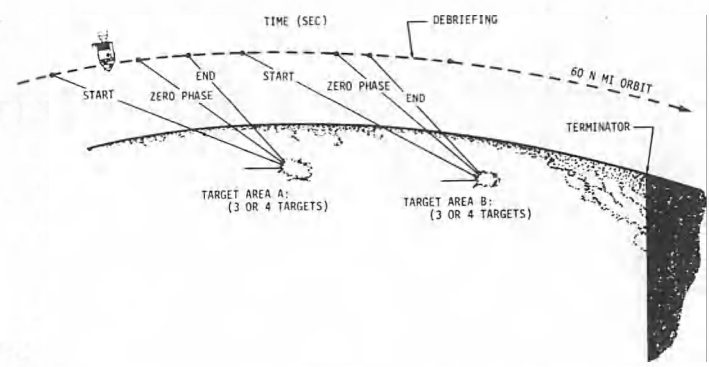 TIME (SEC)
DEBRIEFING
END
START
ZERO PHASE
START
ZERO PHASE
END
60 N MI ORBIT
TERMINATOR
TARGET AREA A:
(3 OR 4 TARGETS)
TARGET AREA B:
(3 OR 4 TARGETS)